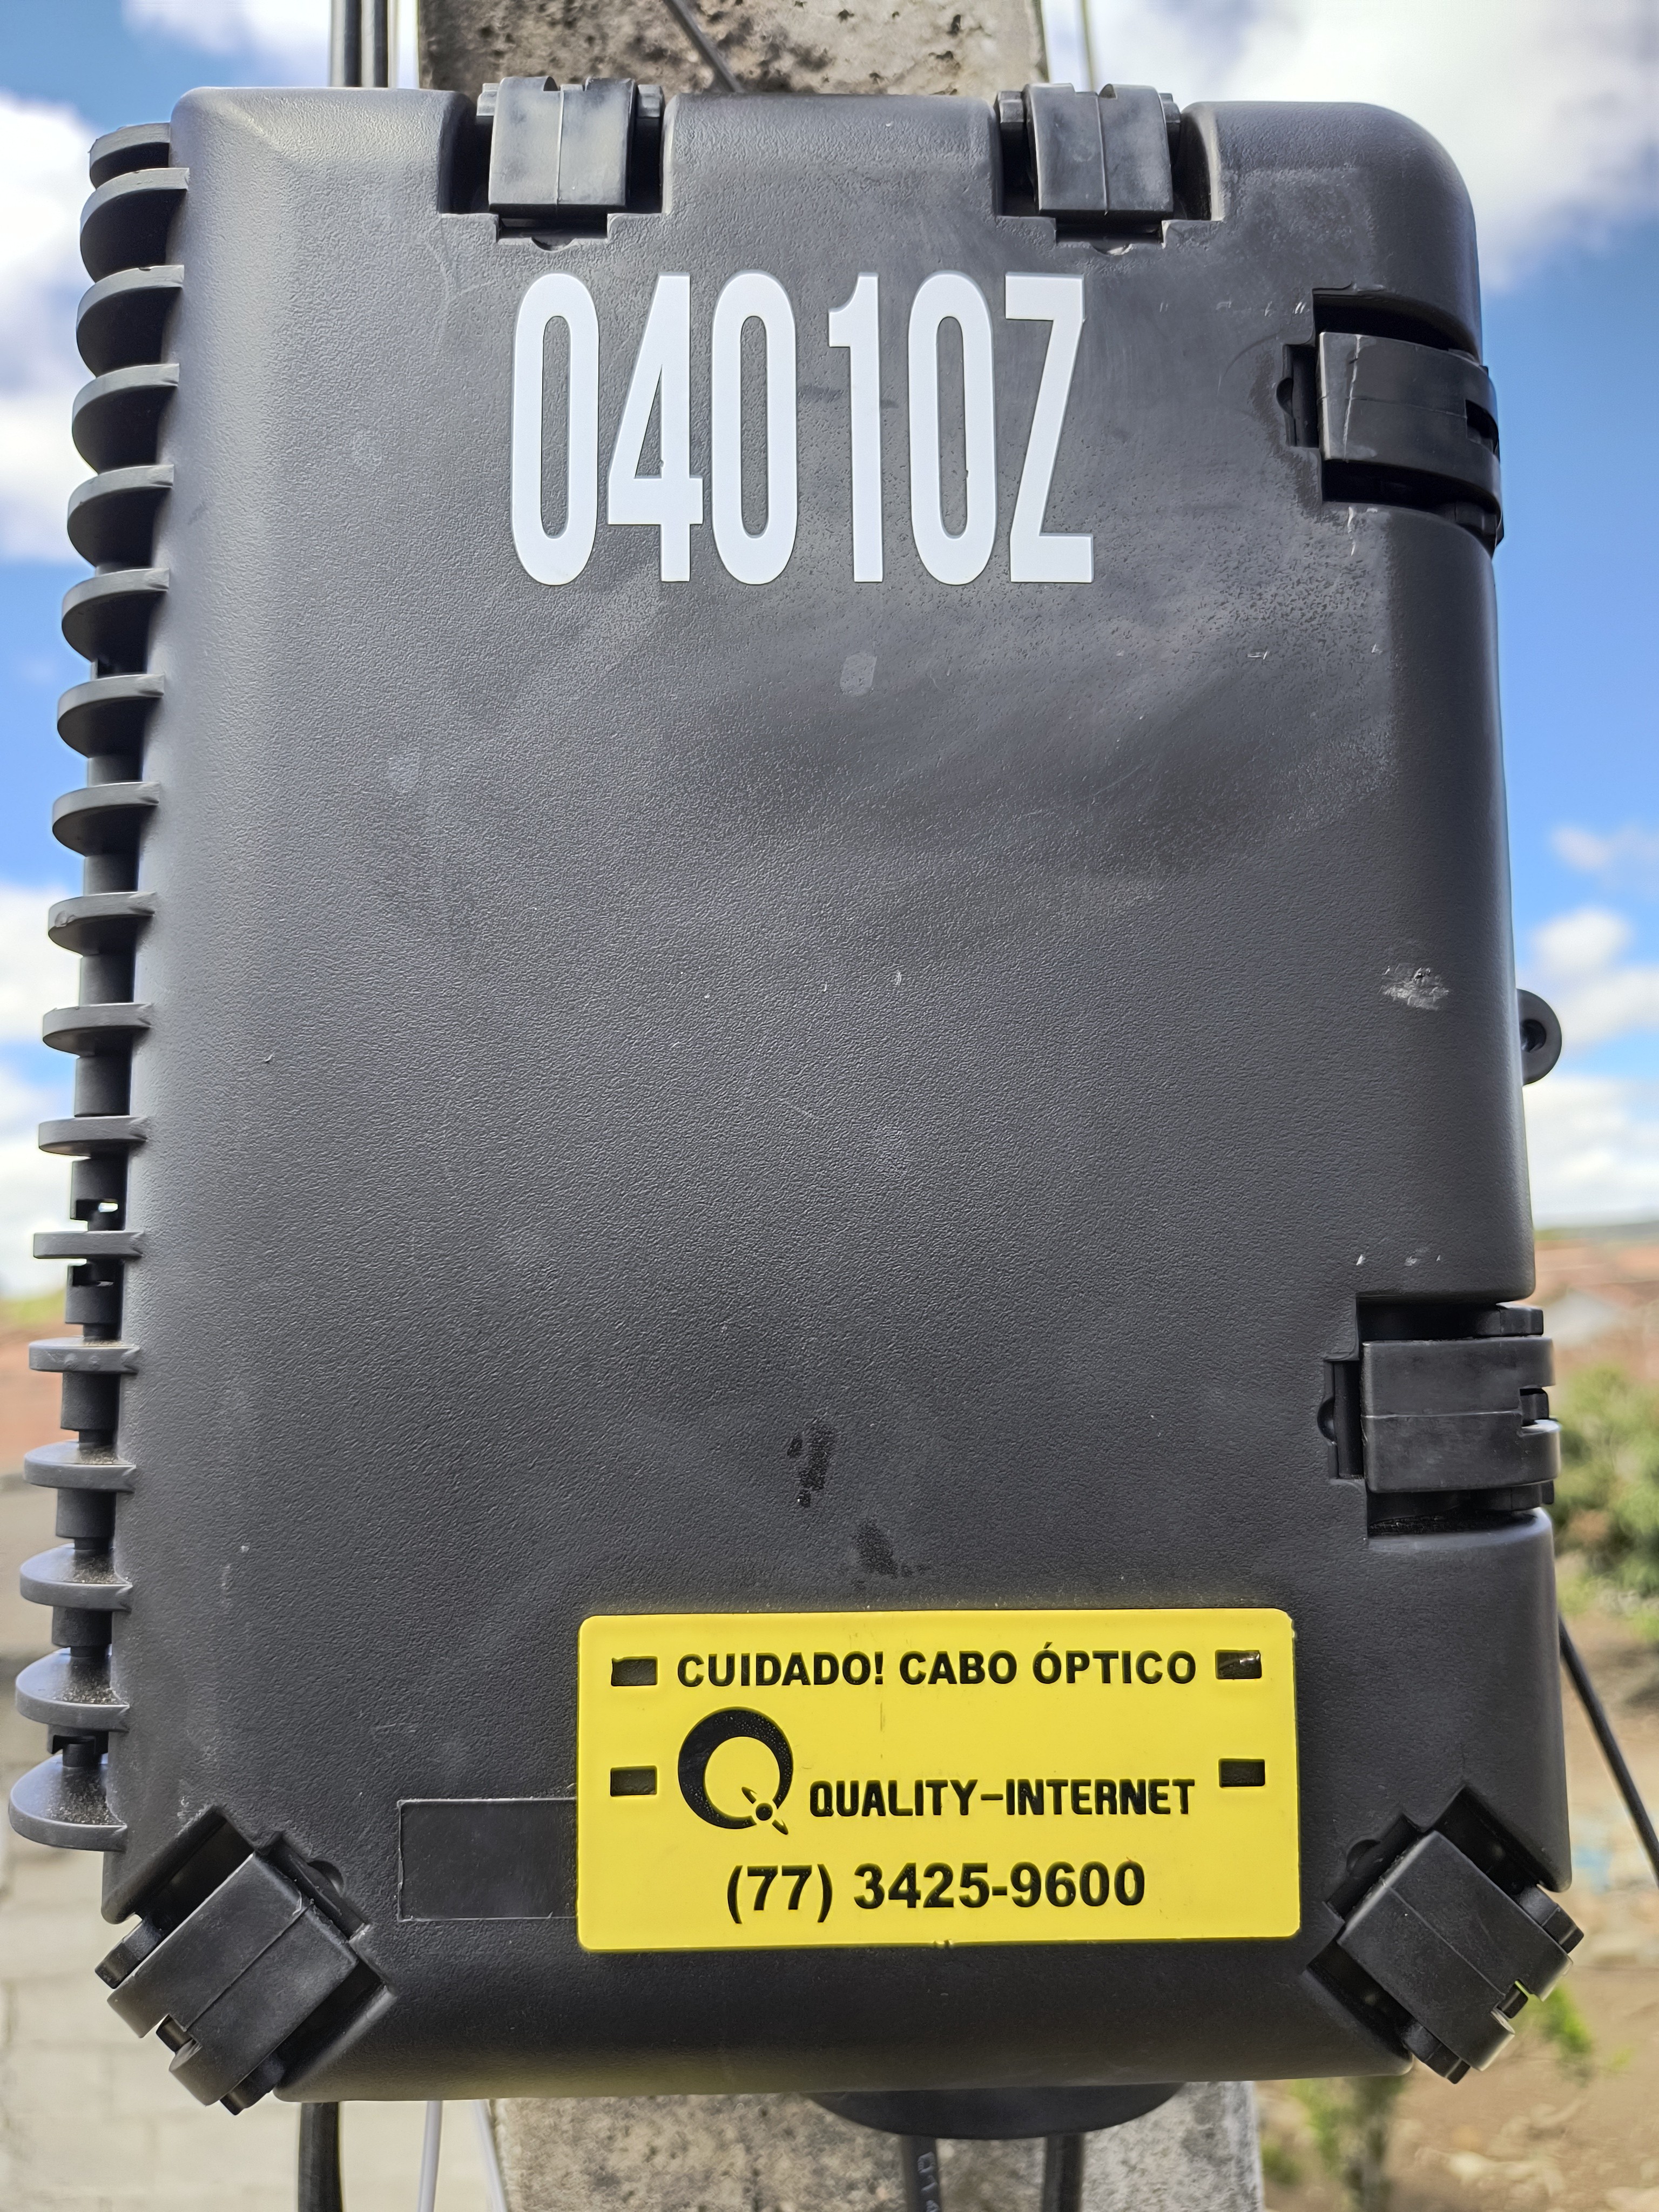 04010Z
CUIDADO! CABO ÓPTICO
QUALITY-INTERNET
(77) 3425-9600